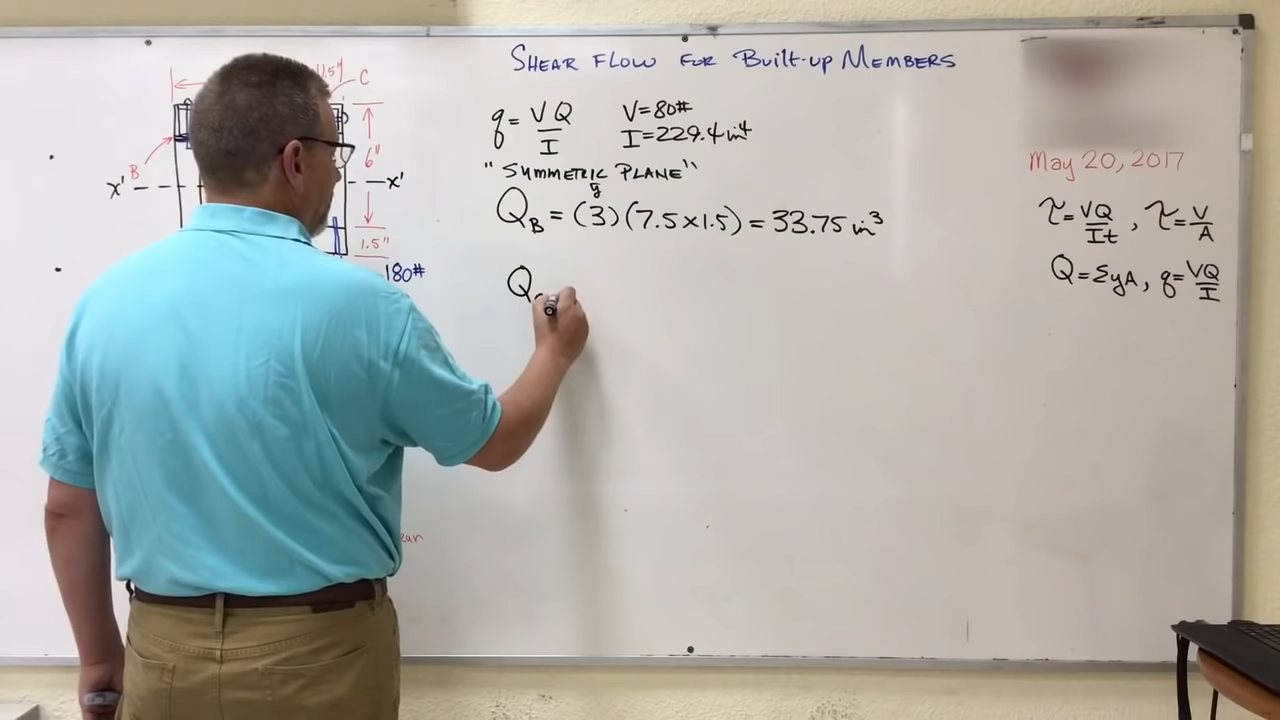 SHEAR FLOW FOR BUILT-UP MEMBERS
1.5"
C
B
6"
x' x'
1.5"
180#
q = VQ/I V=80#
I=229.4 in⁴
"SYMMETRIC PLANE"
y
Q_B = (3)(7.5×1.5) = 33.75 in³
Q
May 20, 2017
τ=VQ/It , τ=V/A
Q=ΣyA, q=VQ/I